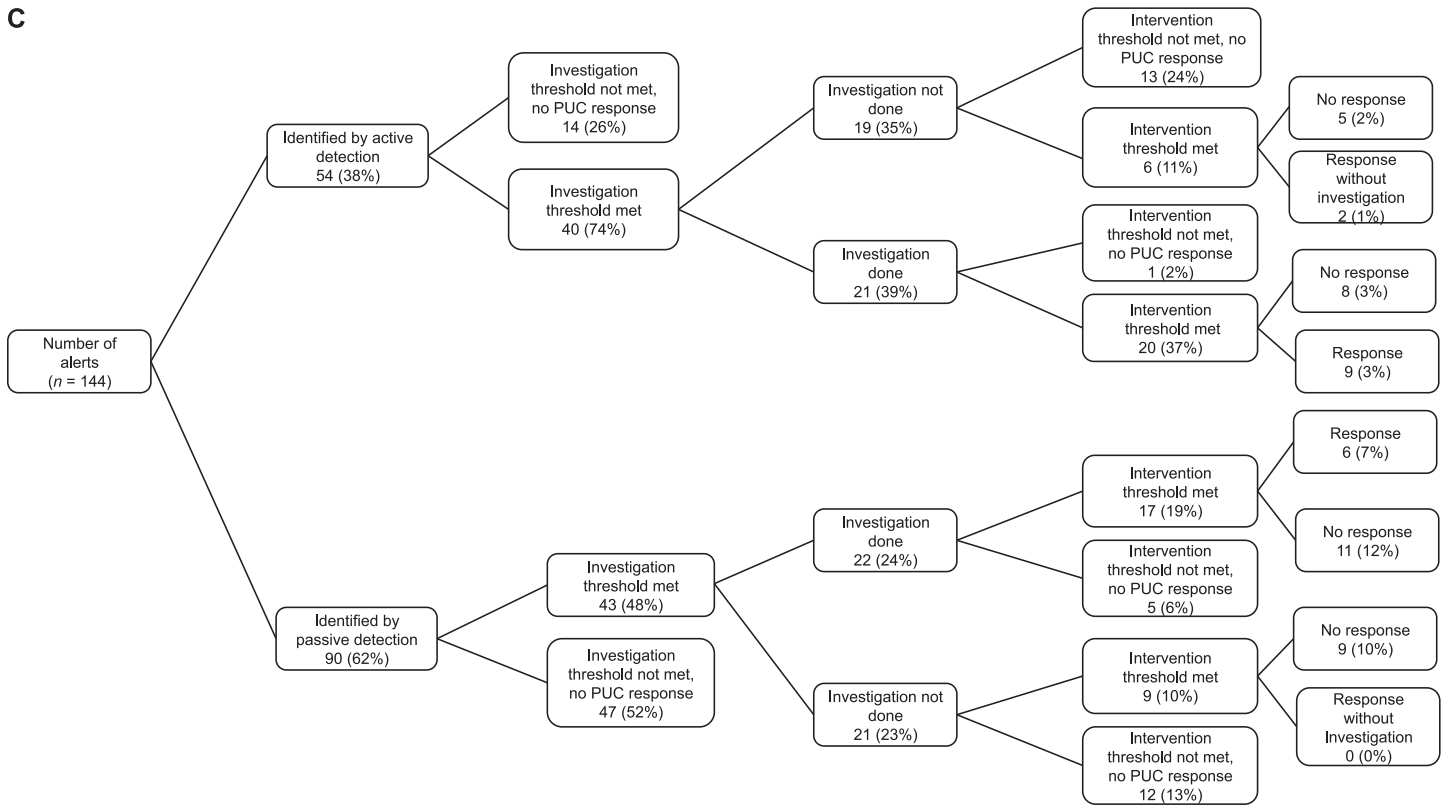 C
Number of
alerts
(n = 144)
Identified by active
detection
54 (38%)
Investigation
threshold not met,
no PUC response
14 (26%)
Investigation
threshold met
40 (74%)
Investigation not
done
19 (35%)
Intervention
threshold not met, no
PUC response
13 (24%)
Intervention
threshold met
6 (11%)
No response
5 (2%)
Response
without
investigation
2 (1%)
Investigation
done
21 (39%)
Intervention
threshold not met,
no PUC response
1 (2%)
Intervention
threshold met
20 (37%)
No response
8 (3%)
Response
9 (3%)
Identified by
passive detection
90 (62%)
Investigation
threshold met
43 (48%)
Investigation
threshold not met,
no PUC response
47 (52%)
Investigation
done
22 (24%)
Intervention
threshold met
17 (19%)
Response
6 (7%)
No response
11 (12%)
Intervention
threshold not met,
no PUC response
5 (6%)
Investigation not
done
21 (23%)
Intervention
threshold met
9 (10%)
No response
9 (10%)
Response
without
Investigation
0 (0%)
Intervention
threshold not met,
no PUC response
12 (13%)